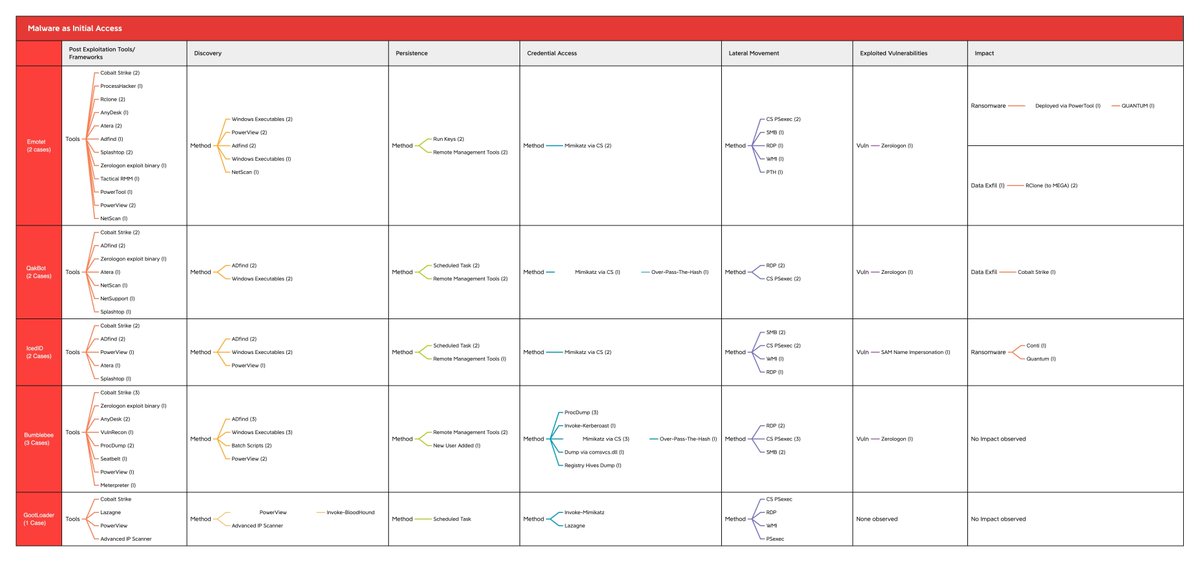 Malware as Initial Access
Post Exploitation Tools/
Frameworks
Discovery
Persistence
Credential Access
Lateral Movement
Exploited Vulnerabilities
Impact
Emotet
(2 cases)
Tools
Cobalt Strike (2)
ProcessHacker (1)
Rclone (2)
AnyDesk (1)
Atera (2)
Adfind (1)
Splashtop (2)
Zerologon exploit binary (1)
Tactical RMM (1)
PowerTool (1)
PowerView (2)
NetScan (1)
Method
Windows Executables (2)
PowerView (2)
Adfind (2)
Windows Executables (1)
NetScan (1)
Method
Run Keys (2)
Remote Management Tools (2)
Method
Mimikatz via CS (2)
Method
CS PSexec (2)
SMB (1)
RDP (1)
WMI (1)
PTH (1)
Vuln
Zerologon (1)
Ransomware
Deployed via PowerTool (1)
QUANTUM (1)
Data Exfil (1)
RClone (to MEGA) (2)
QakBot
(2 Cases)
Tools
Cobalt Strike (2)
ADfind (2)
Zerologon exploit binary (1)
Atera (1)
NetScan (1)
NetSupport (1)
Splashtop (1)
Method
ADfind (2)
Windows Executables (2)
Method
Scheduled Task (2)
Remote Management Tools (2)
Method
Mimikatz via CS (1)
Over-Pass-The-Hash (1)
Method
RDP (2)
CS PSexec (2)
Vuln
Zerologon (1)
Data Exfil
Cobalt Strike (1)
IcedID
(2 Cases)
Tools
Cobalt Strike (2)
ADfind (2)
PowerView (1)
Atera (1)
Splashtop (1)
Method
ADfind (2)
Windows Executables (2)
PowerView (1)
Method
Scheduled Task (2)
Remote Management Tools (1)
Method
Mimikatz via CS (2)
Method
SMB (2)
CS PSexec (2)
WMI (1)
RDP (1)
Vuln
SAM Name Impersonation (1)
Ransomware
Conti (1)
Quantum (1)
Bumblebee
(3 Cases)
Tools
Cobalt Strike (3)
Zerologon exploit binary (1)
AnyDesk (2)
VulnRecon (1)
ProcDump (2)
Seatbelt (1)
PowerView (1)
Meterpreter (1)
Method
ADfind (3)
Windows Executables (3)
Batch Scripts (2)
PowerView (2)
Method
Remote Management Tools (2)
New User Added (1)
Method
ProcDump (3)
Invoke-Kerberoast (1)
Mimikatz via CS (3)
Over-Pass-The-Hash (1)
Dump via comsvcs.dll (1)
Registry Hives Dump (1)
Method
RDP (2)
CS PSexec (3)
SMB (2)
Vuln
Zerologon (1)
No Impact observed
GootLoader
(1 Case)
Tools
Cobalt Strike
Lazagne
PowerView
Advanced IP Scanner
Method
PowerView
Invoke-BloodHound
Advanced IP Scanner
Method
Scheduled Task
Method
Invoke-Mimikatz
Lazagne
Method
CS PSexec
RDP
WMI
PSexec
None observed
No Impact observed